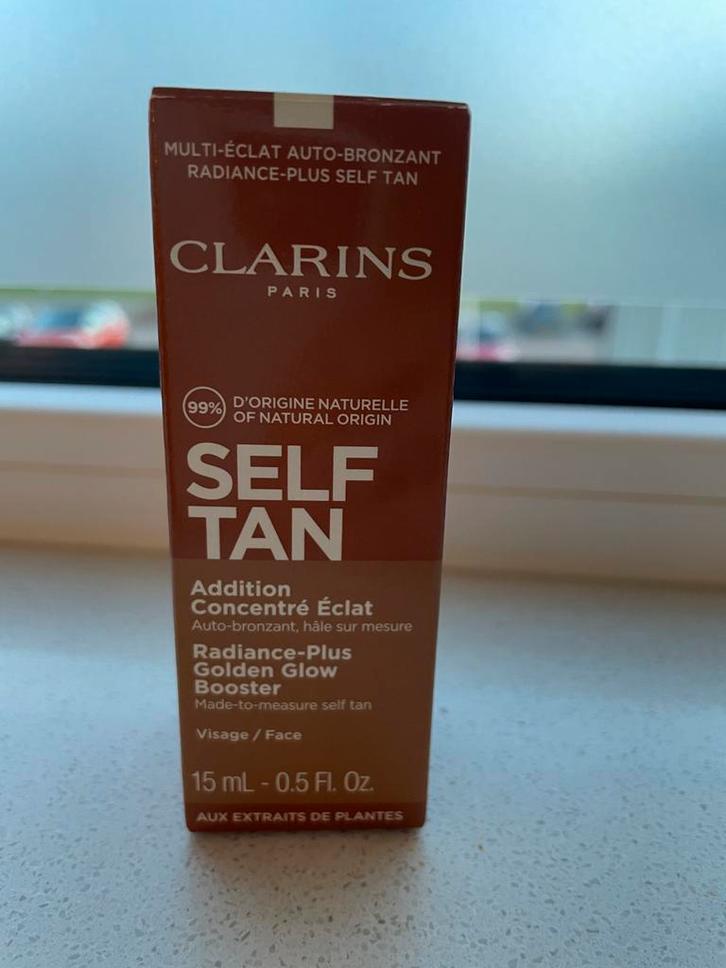 MULTI-ÉCLAT AUTO-BRONZANT
RADIANCE-PLUS SELF TAN
CLARINS
PARIS
99% D'ORIGINE NATURELLE
OF NATURAL ORIGIN
SELF
TAN
Addition
Concentré Éclat
Auto-bronzant, hâle sur mesure
Radiance-Plus
Golden Glow
Booster
Made-to-measure self tan
Visage / Face
15 mL - 0.5 Fl. Oz.
AUX EXTRAITS DE PLANTES